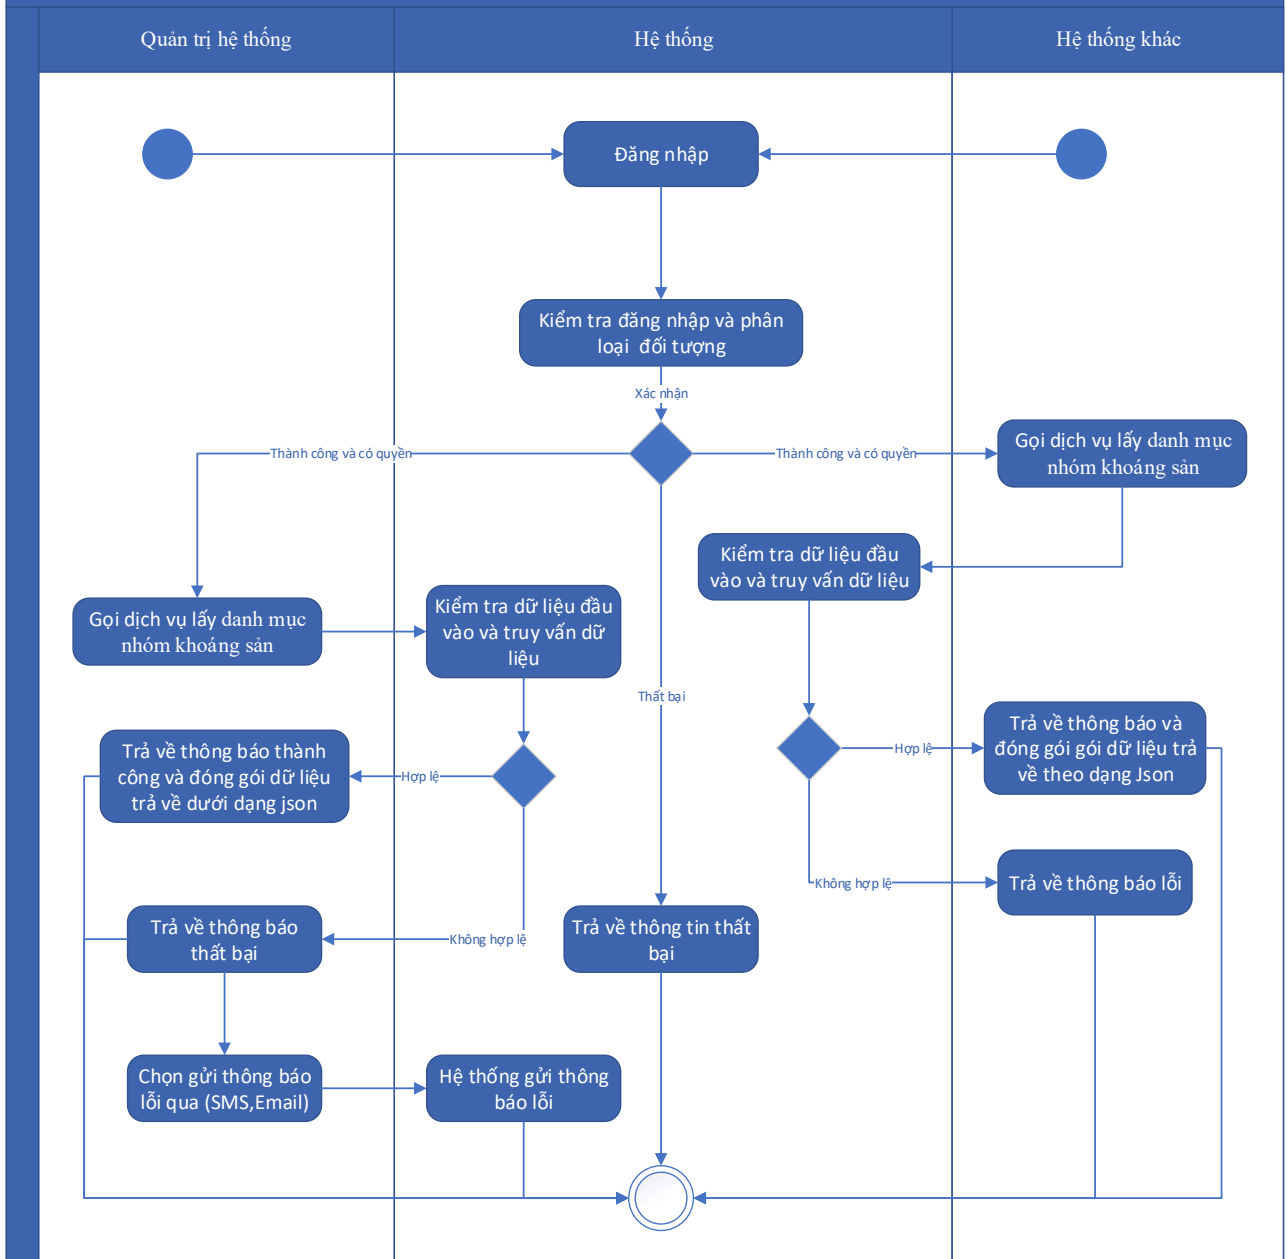 Quản trị hệ thống
Hệ thống
Hệ thống khác
Đăng nhập
Kiểm tra đăng nhập và phân
loại đối tượng
Xác nhận
Thành công và có quyền
Thành công và có quyền
Gọi dịch vụ lấy danh mục
nhóm khoáng sản
Kiểm tra dữ liệu đầu
vào và truy vấn dữ liệu
Gọi dịch vụ lấy danh mục
nhóm khoáng sản
Kiểm tra dữ liệu đầu
vào và truy vấn dữ
liệu
Thất bại
Trả về thông báo thành
công và đóng gói dữ liệu
trả về dưới dạng json
Hợp lệ
Hợp lệ
Trả về thông báo và
đóng gói gói dữ liệu trả
về theo dạng Json
Không hợp lệ
Trả về thông báo lỗi
Trả về thông báo
thất bại
Không hợp lệ
Trả về thông tin thất
bại
Chọn gửi thông báo
lỗi qua (SMS,Email)
Hệ thống gửi thông
báo lỗi